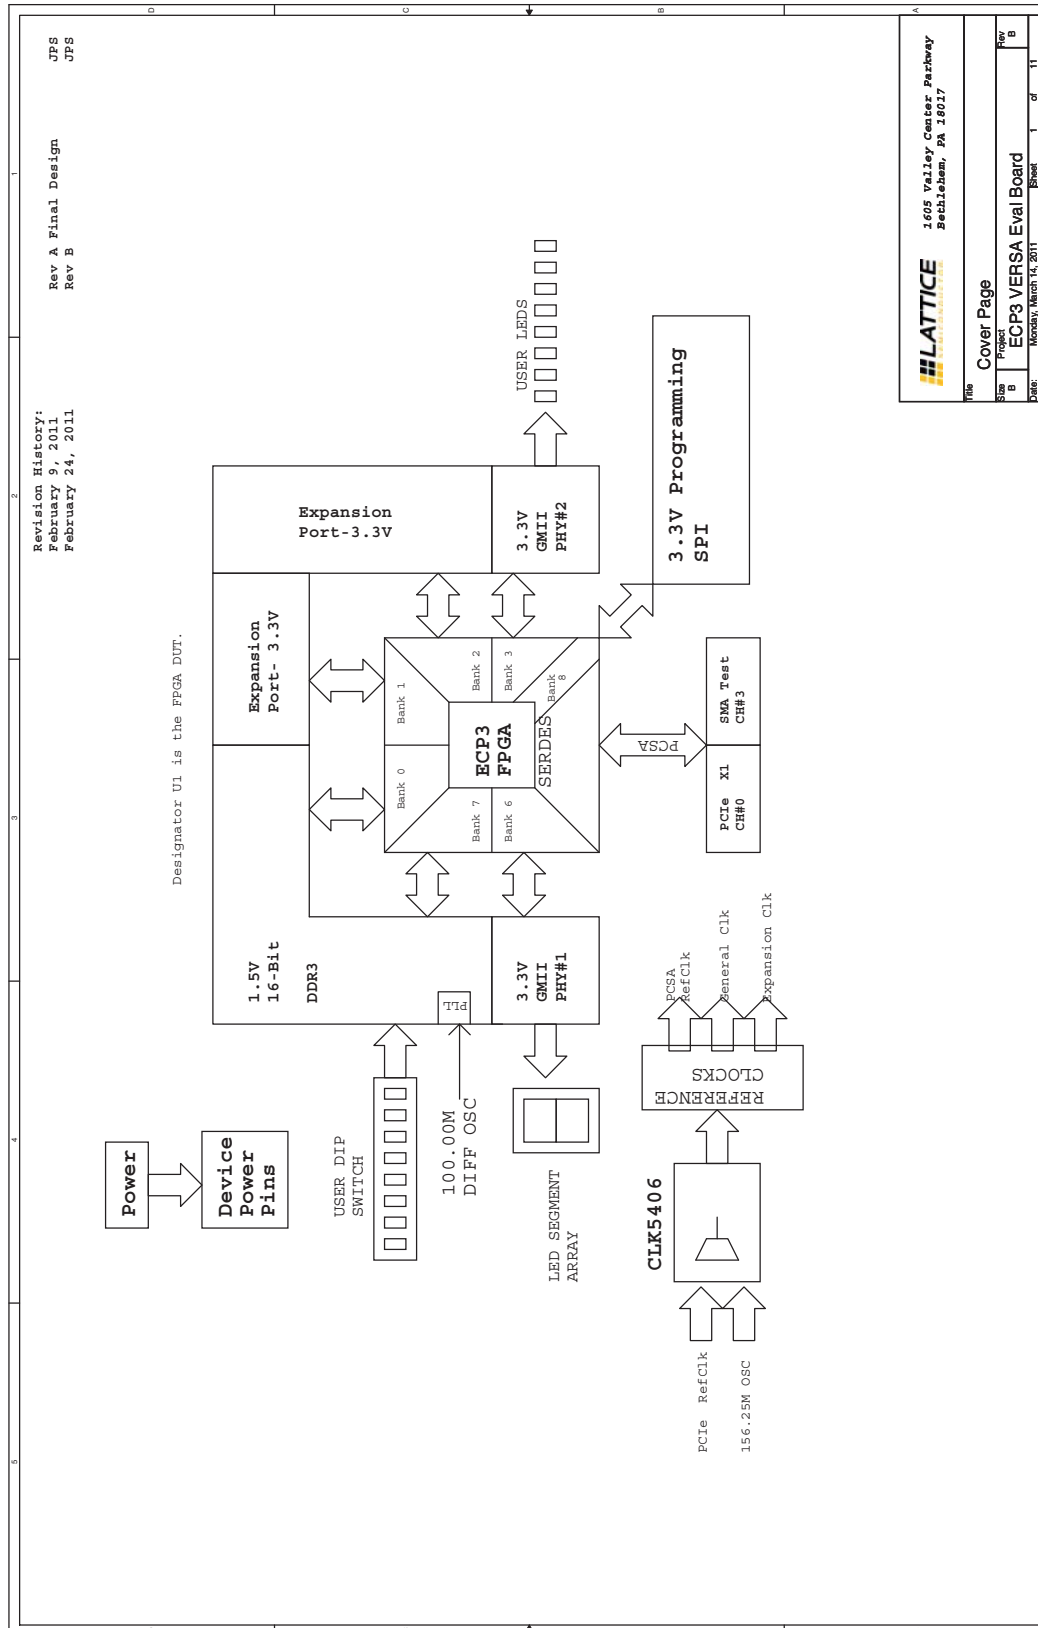 5
4
3
2
1
D
C
B
A
Revision History:
February 9, 2011 Rev A Final Design JPS
February 24, 2011 Rev B JPS
Designator U1 is the FPGA DUT.
Power
Device
Power
Pins
1.5V
16-Bit
DDR3
Expansion
Port- 3.3V
Expansion
Port-3.3V
USER DIP
SWITCH
PLL
100.00M
DIFF OSC
Bank 0
Bank 1
Bank 7
Bank 2
Bank 6
Bank 3
Bank
8
ECP3
FPGA
SERDES
3.3V
GMII
PHY#1
3.3V
GMII
PHY#2
USER LEDS
LED SEGMENT
ARRAY
3.3V Programming
SPI
PCSA
PCIe X1
CH#0
SMA Test
CH#3
CLK5406
PCIe RefClk
156.25M OSC
REFERENCE
CLOCKS
PCSA
RefClk
General Clk
Expansion Clk
LATTICE
SEMICONDUCTOR
1605 Valley Center Parkway
Bethlehem, PA 18017
Title
Cover Page
Size Project Rev
B ECP3 VERSA Eval Board B
Date: Monday, March 14, 2011 Sheet 1 of 11